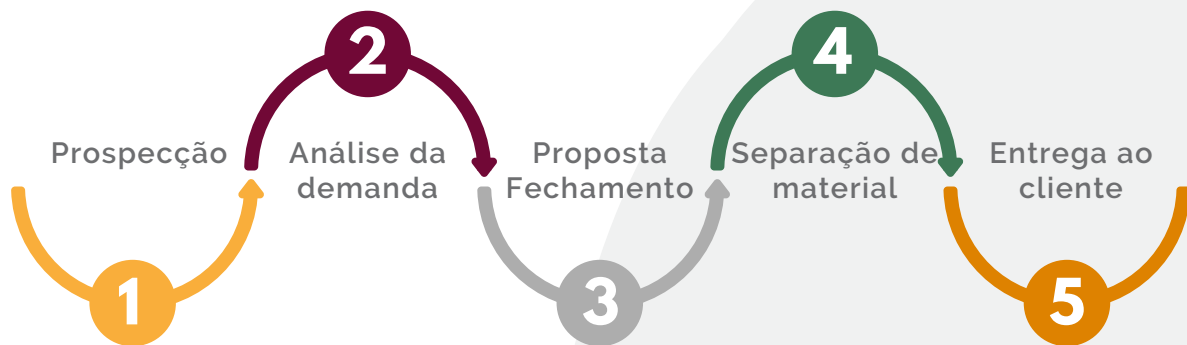 2
4
Prospecção
Análise da
demanda
Proposta
Fechamento
Separação de
material
Entrega ao
cliente
1
3
5